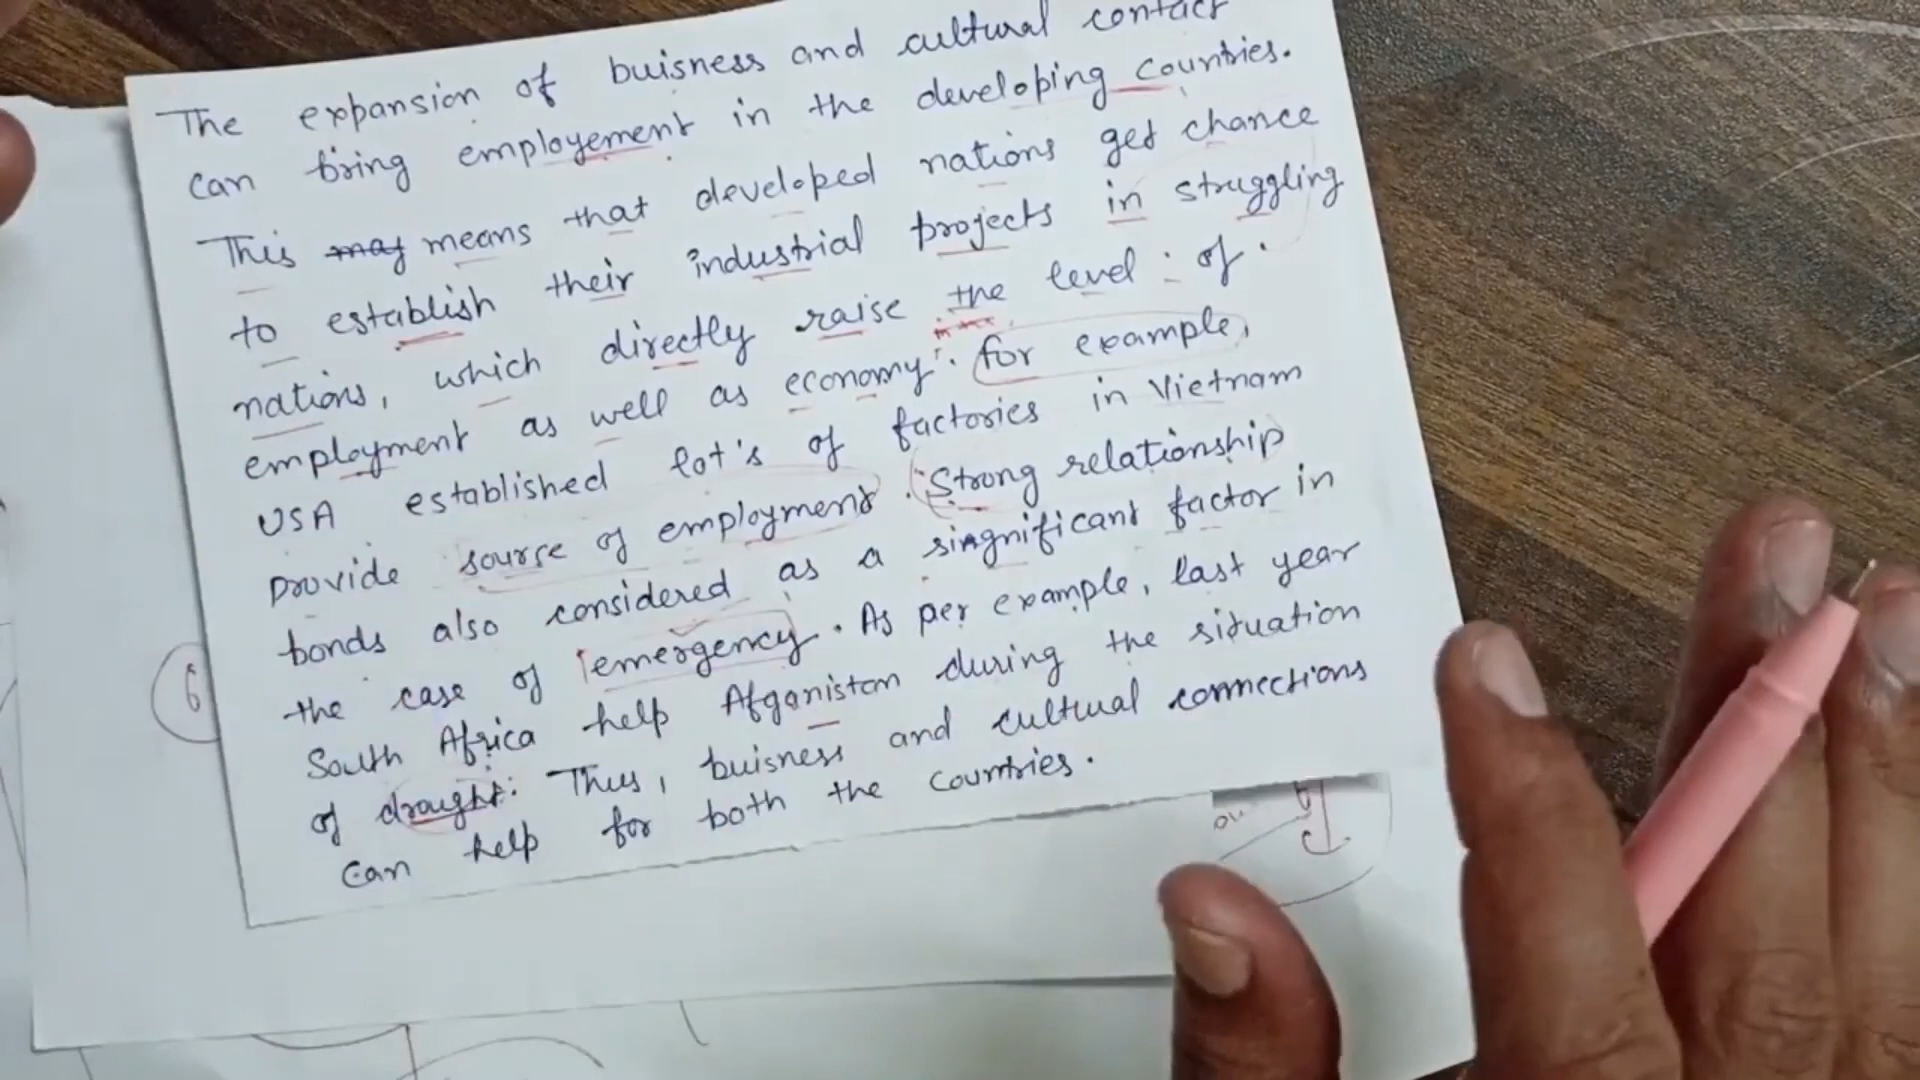 The expansion of buisness and cultural contact
can bring employement in the developing countries.
This may means that developed nations get chance
to establish their industrial projects in struggling
nations, which directly raise the level of
employment as well as economy. for example,
USA established lot's of factories in Vietnam
provide sourse of employment. Strong relationship
bonds also considered as a singnificant factor in
the case of emergency. As per example, last year
South Africa help Afganistan during the situation
of draught. Thus, buisness and cultural connections
can help for both the countries.
6